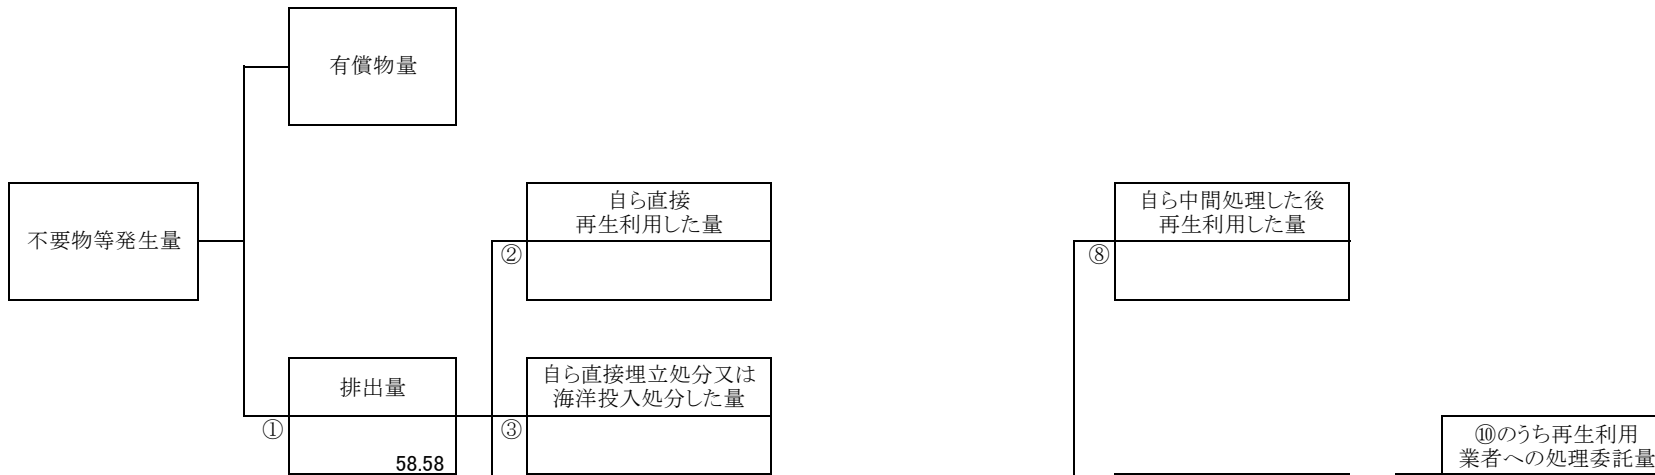 有償物量
不要物等発生量
自ら直接
再生利用した量
②
自ら中間処理した後
再生利用した量
⑧
排出量
①
58.58
自ら直接埋立処分又は
海洋投入処分した量
③
⑩のうち再生利用
業者への処理委託量